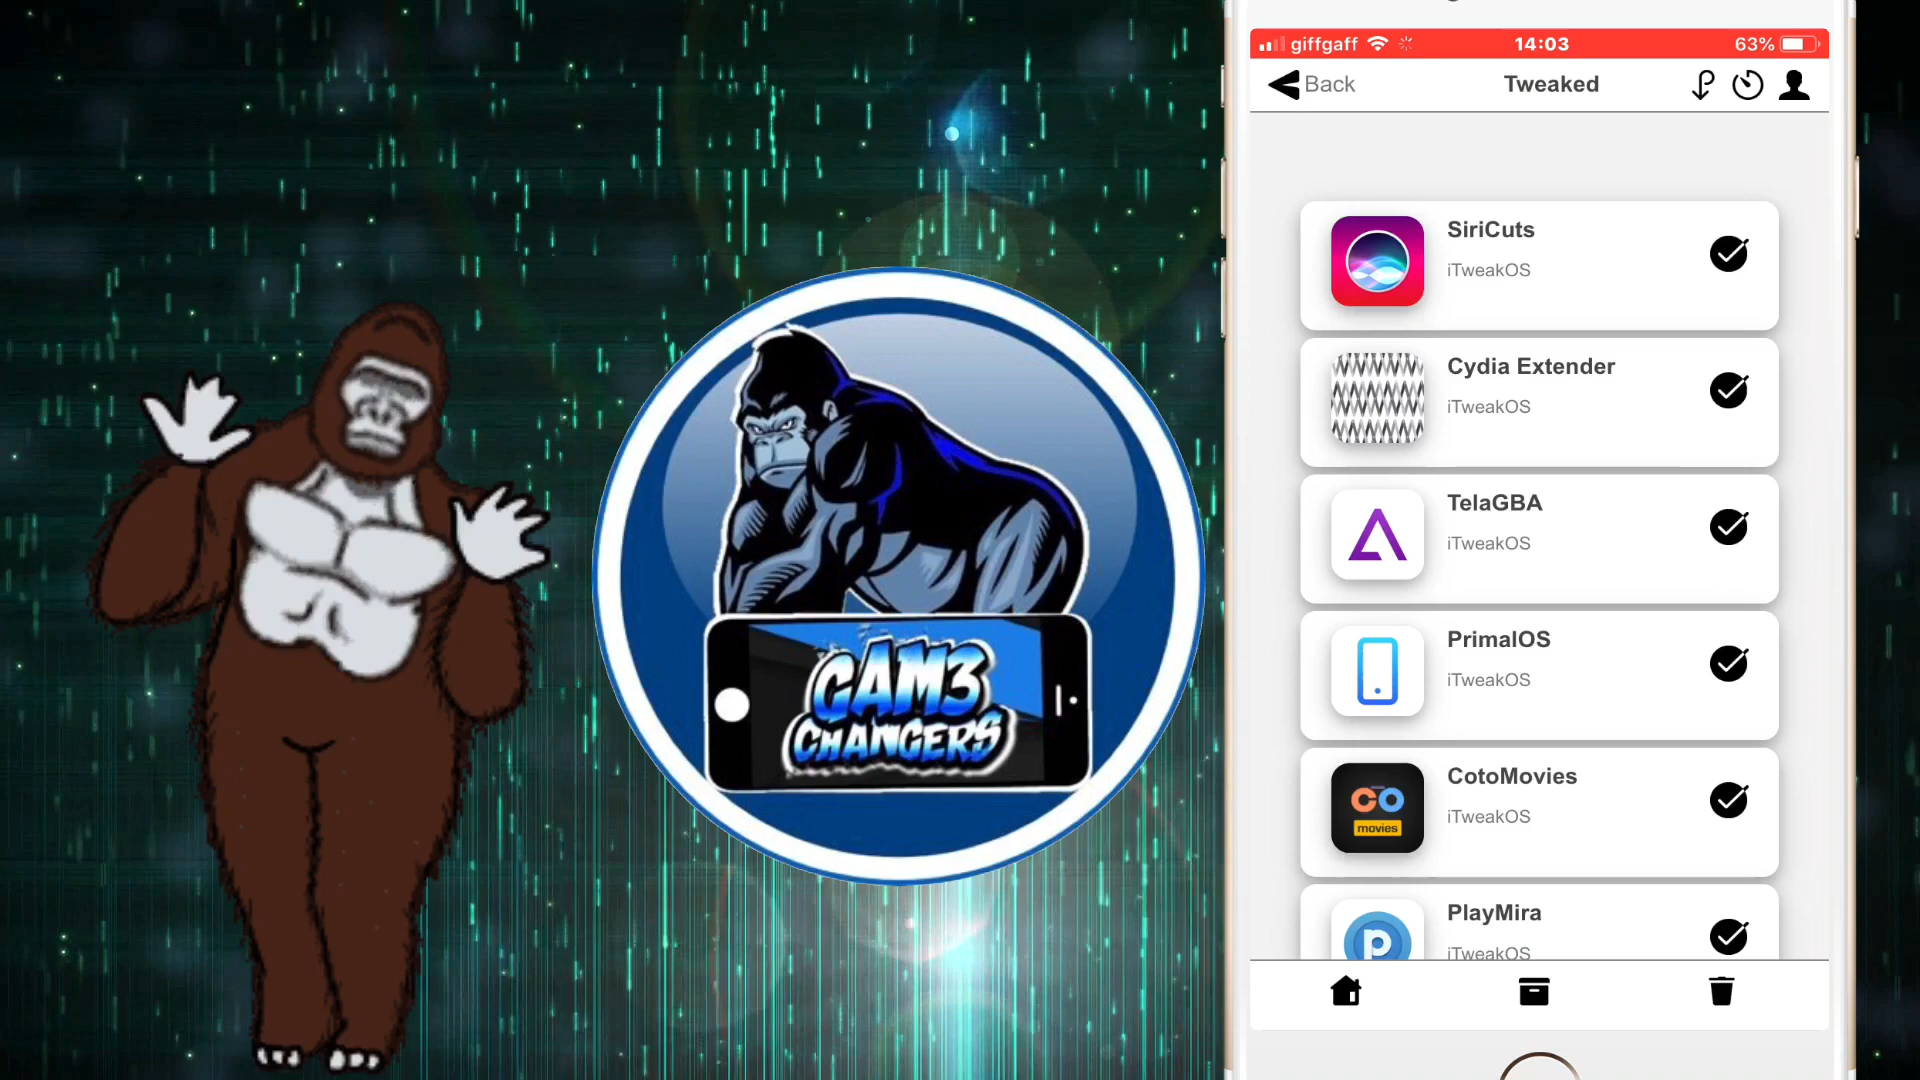 giffgaff
14:03
63%
Back
Tweaked
SiriCuts
iTweakOS
Cydia Extender
iTweakOS
TelaGBA
iTweakOS
PrimalOS
iTweakOS
CotoMovies
iTweakOS
PlayMira
iTweakOS
co
movies
p
GAM3
CHANGERS